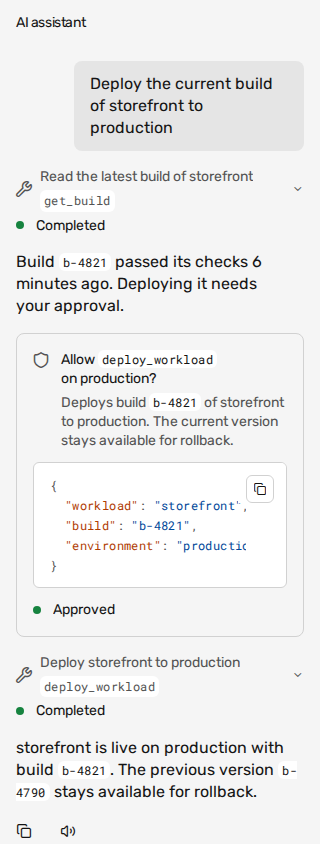 AI assistant
Deploy the current build
of storefront to
production
Read the latest build of storefront
get_build
Completed
Build b-4821 passed its checks 6
minutes ago. Deploying it needs
your approval.
Allow deploy_workload
on production?
Deploys build b-4821 of storefront
to production. The current version
stays available for rollback.
{
"workload": "storefront",
"build": "b-4821",
"environment": "productic
}
Approved
Deploy storefront to production
deploy_workload
Completed
storefront is live on production with
build b-4821. The previous version b-
4790 stays available for rollback.